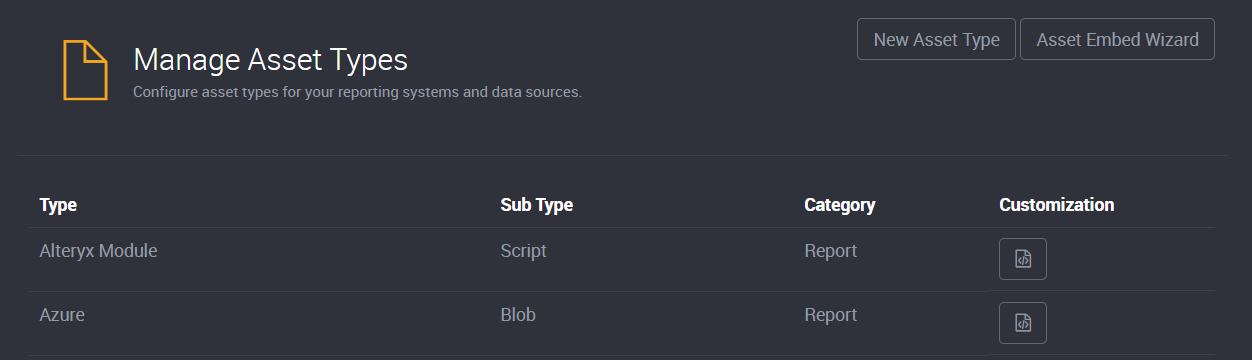 New Asset Type Asset Embed Wizard
Manage Asset Types
Configure asset types for your reporting systems and data sources.
Type Sub Type Category Customization
Alteryx Module Script Report
Azure Blob Report